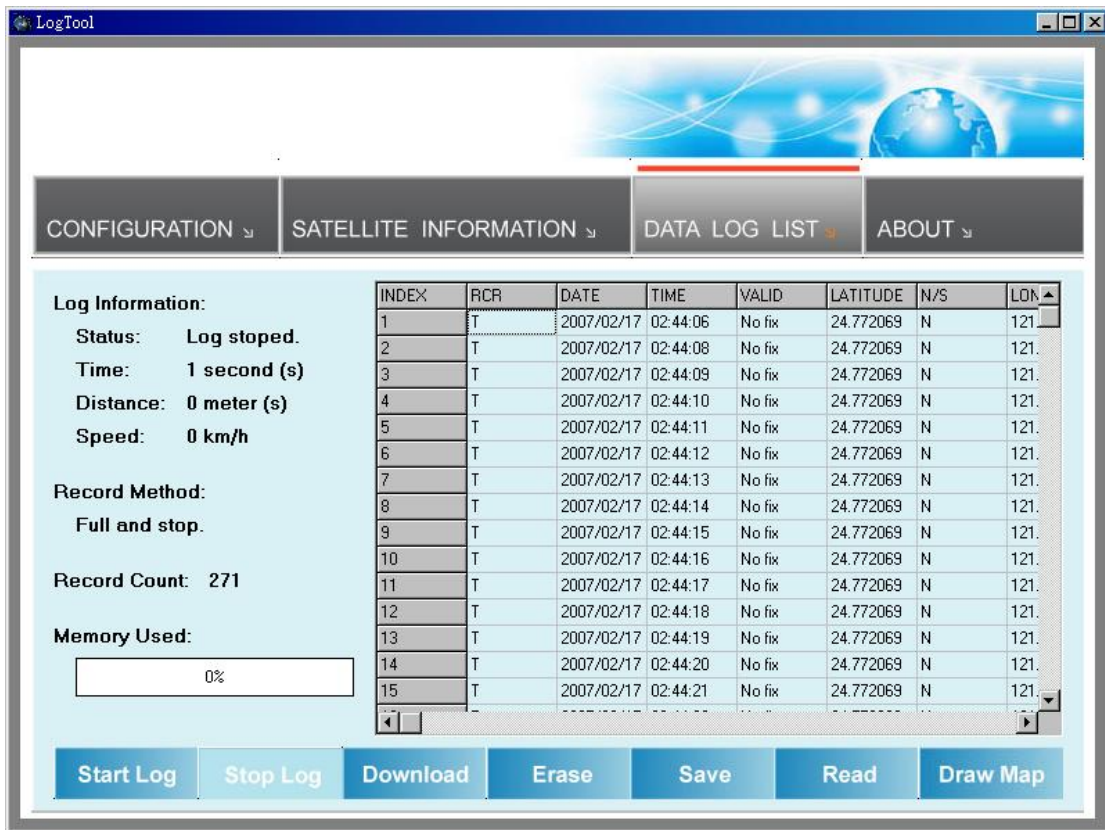 LogTool
CONFIGURATION SATELLITE INFORMATION DATA LOG LIST ABOUT
Log Information:
Status: Log stoped.
Time: 1 second (s)
Distance: 0 meter (s)
Speed: 0 km/h
Record Method:
Full and stop.
Record Count: 271
Memory Used:
0%
INDEX RCR DATE TIME VALID LATITUDE N/S LON
1 T 2007/02/17 02:44:06 No fix 24.772069 N 121.
2 T 2007/02/17 02:44:08 No fix 24.772069 N 121.
3 T 2007/02/17 02:44:09 No fix 24.772069 N 121.
4 T 2007/02/17 02:44:10 No fix 24.772069 N 121.
5 T 2007/02/17 02:44:11 No fix 24.772069 N 121.
6 T 2007/02/17 02:44:12 No fix 24.772069 N 121.
7 T 2007/02/17 02:44:13 No fix 24.772069 N 121.
8 T 2007/02/17 02:44:14 No fix 24.772069 N 121.
9 T 2007/02/17 02:44:15 No fix 24.772069 N 121.
10 T 2007/02/17 02:44:16 No fix 24.772069 N 121.
11 T 2007/02/17 02:44:17 No fix 24.772069 N 121.
12 T 2007/02/17 02:44:18 No fix 24.772069 N 121.
13 T 2007/02/17 02:44:19 No fix 24.772069 N 121.
14 T 2007/02/17 02:44:20 No fix 24.772069 N 121.
15 T 2007/02/17 02:44:21 No fix 24.772069 N 121.
Start Log Stop Log Download Erase Save Read Draw Map